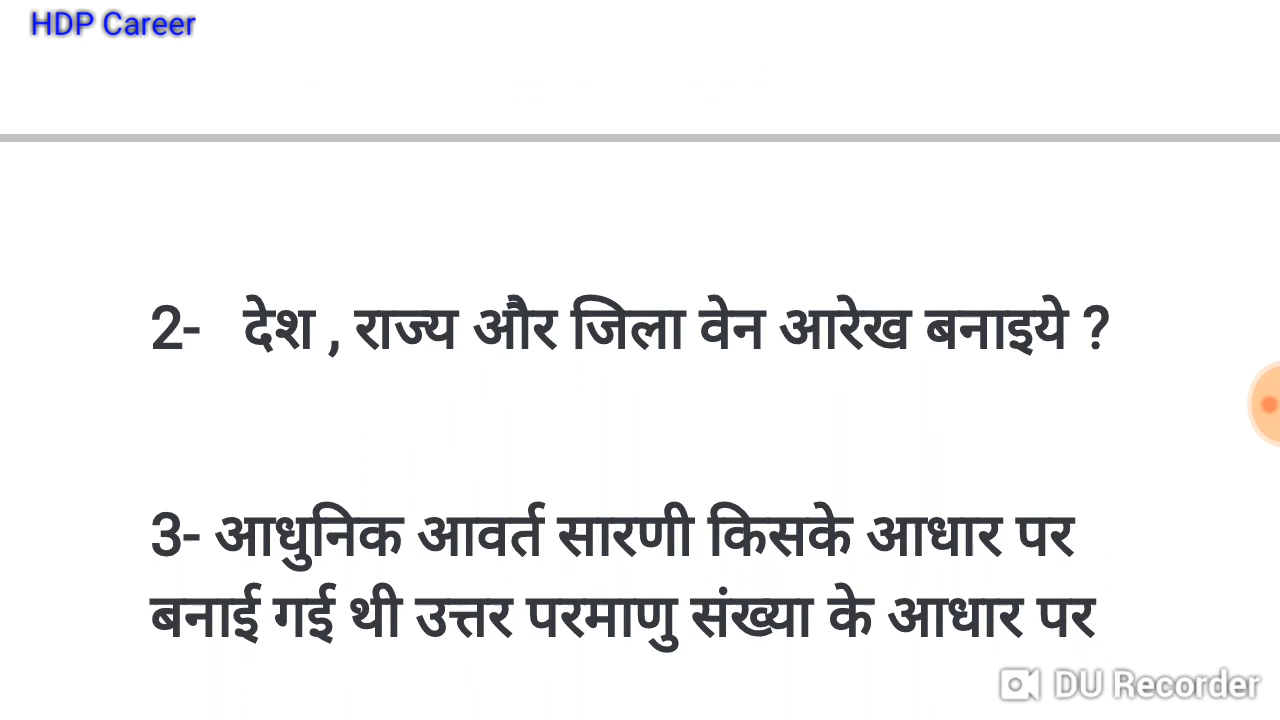 HDP Career
2- देश , राज्य और जिला वेन आरेख बनाइये ?
3- आधुनिक आवर्त सारणी किसके आधार पर
बनाई गई थी उत्तर परमाणु संख्या के आधार पर
DU Recorder